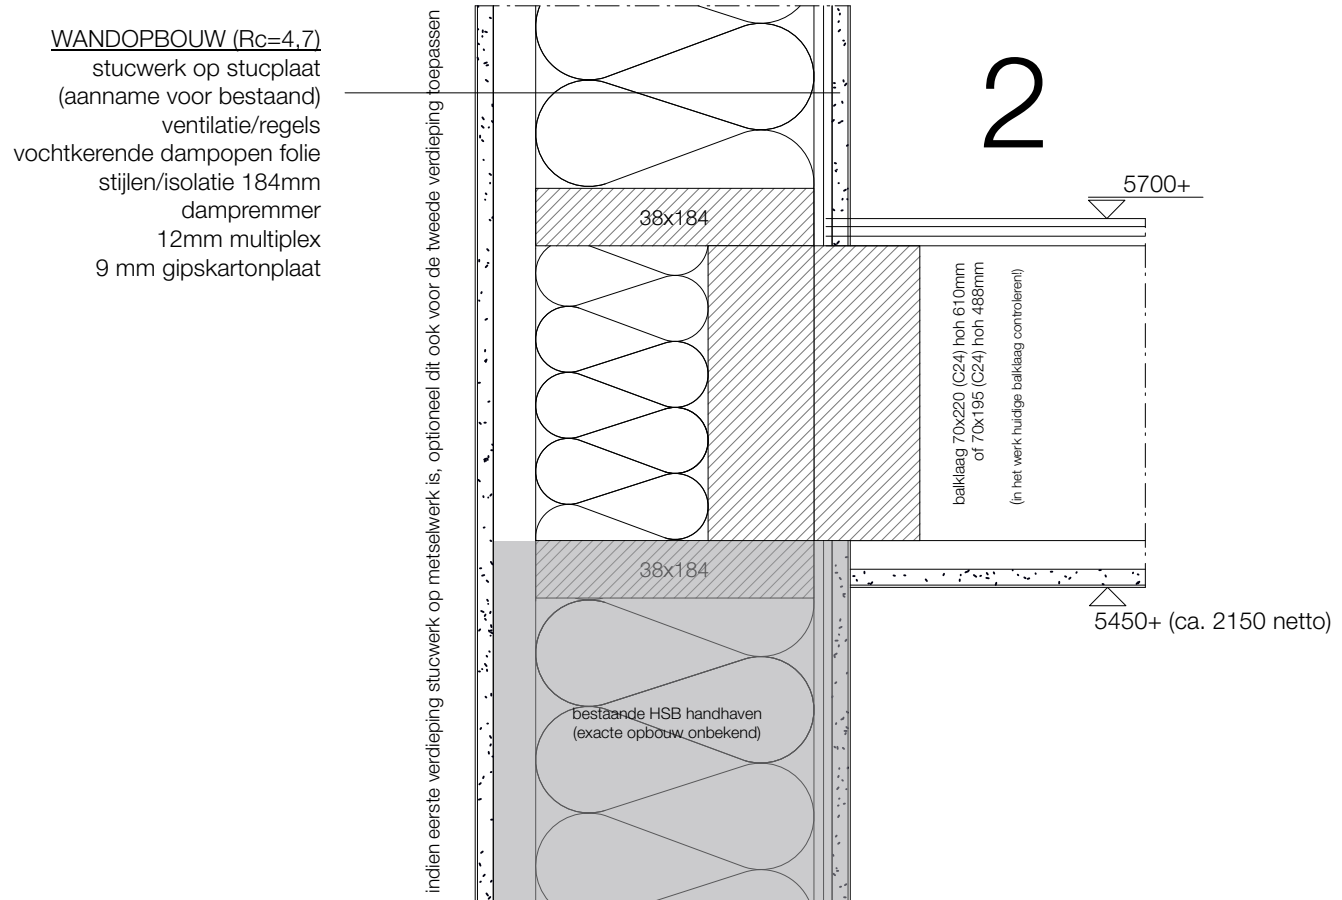 WANDOPBOUW (Rc=4,7)
stucwerk op stucplaat
(aanname voor bestaand)
ventilatie/regels
vochtkerende dampopen folie
stijlen/isolatie 184mm
dampremmer
12mm multiplex
9 mm gipskartonplaat
indien eerste verdieping stucwerk op metselwerk is, optioneel dit ook voor de tweede verdieping toepassen
2
5700+
38x184
balklaag 70x220 (C24) hoh 610mm
of 70x195 (C24) hoh 488mm
(in het werk huidige balklaag controleren!)
38x184
5450+ (ca. 2150 netto)
bestaande HSB handhaven
(exacte opbouw onbekend)